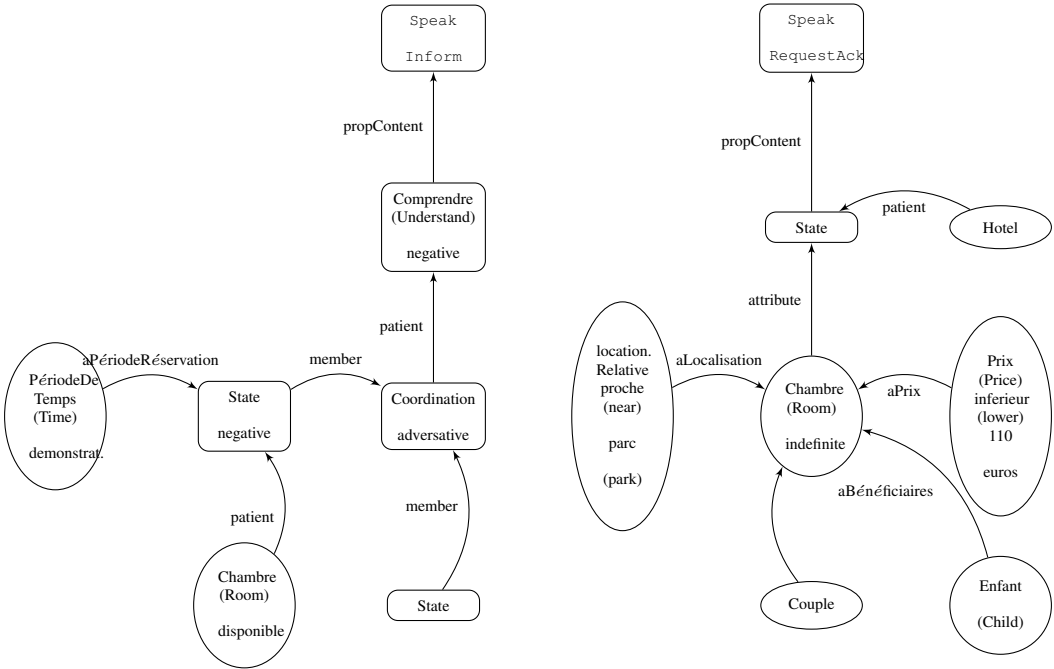 Speak
Inform
propContent
Comprendre
(Understand)
negative
patient
aPériodeRéservation
member
PériodeDe
Temps
(Time)
demonstrat.
State
negative
Coordination
adversative
patient
member
Chambre
(Room)
disponible
State
Speak
RequestAck
propContent
patient
State
Hotel
attribute
location.
Relative
proche
(near)
parc
(park)
aLocalisation
Chambre
(Room)
indefinite
aPrix
Prix
(Price)
inferieur
(lower)
110
euros
aBénéficiaires
Couple
Enfant
(Child)